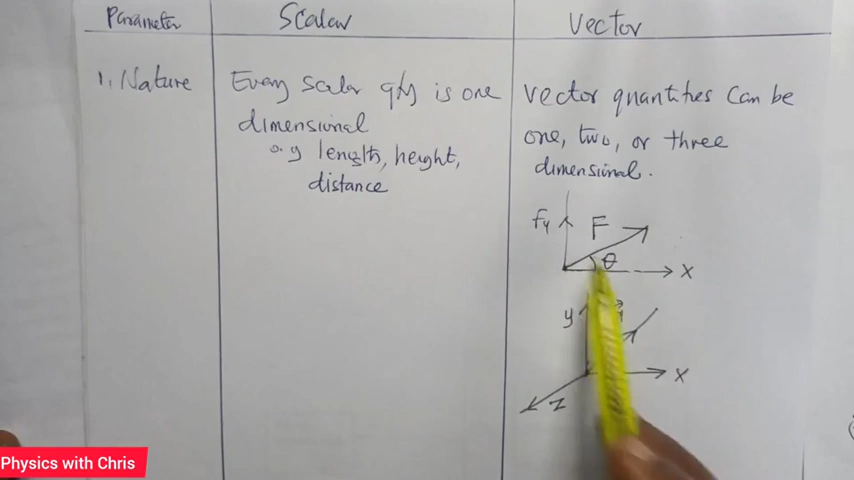 Parameter Scalar Vector
1. Nature
Every scalar qty is one
dimensional
e.g length, height,
distance
Vector quantities can be
one, two, or three
dimensional.
Fy F
θ
x
y
x
z
Physics with Chris